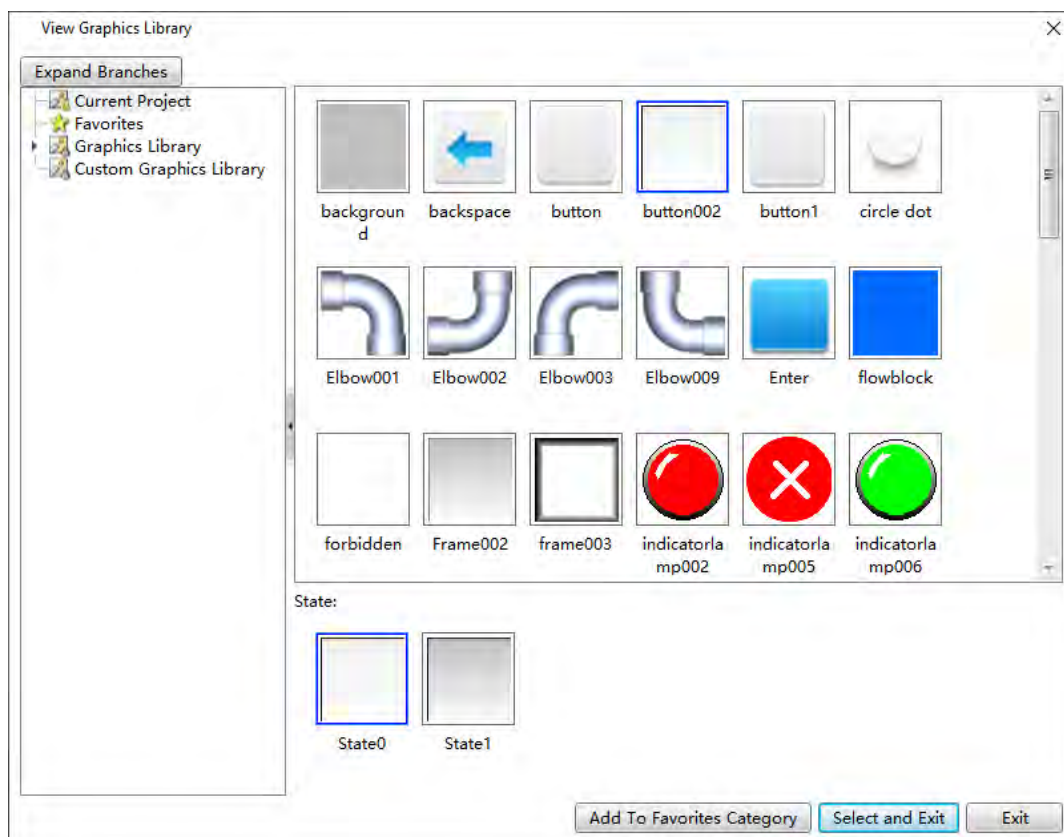 View Graphics Library
Expand Branches
Current Project
Favorites
Graphics Library
Custom Graphics Library
backgroun
d
backspace
button
button002
button1
circle dot
Elbow001
Elbow002
Elbow003
Elbow009
Enter
flowblock
forbidden
Frame002
frame003
indicatorla
mp002
indicatorla
mp005
indicatorla
mp006
State:
State0
State1
Add To Favorites Category
Select and Exit
Exit